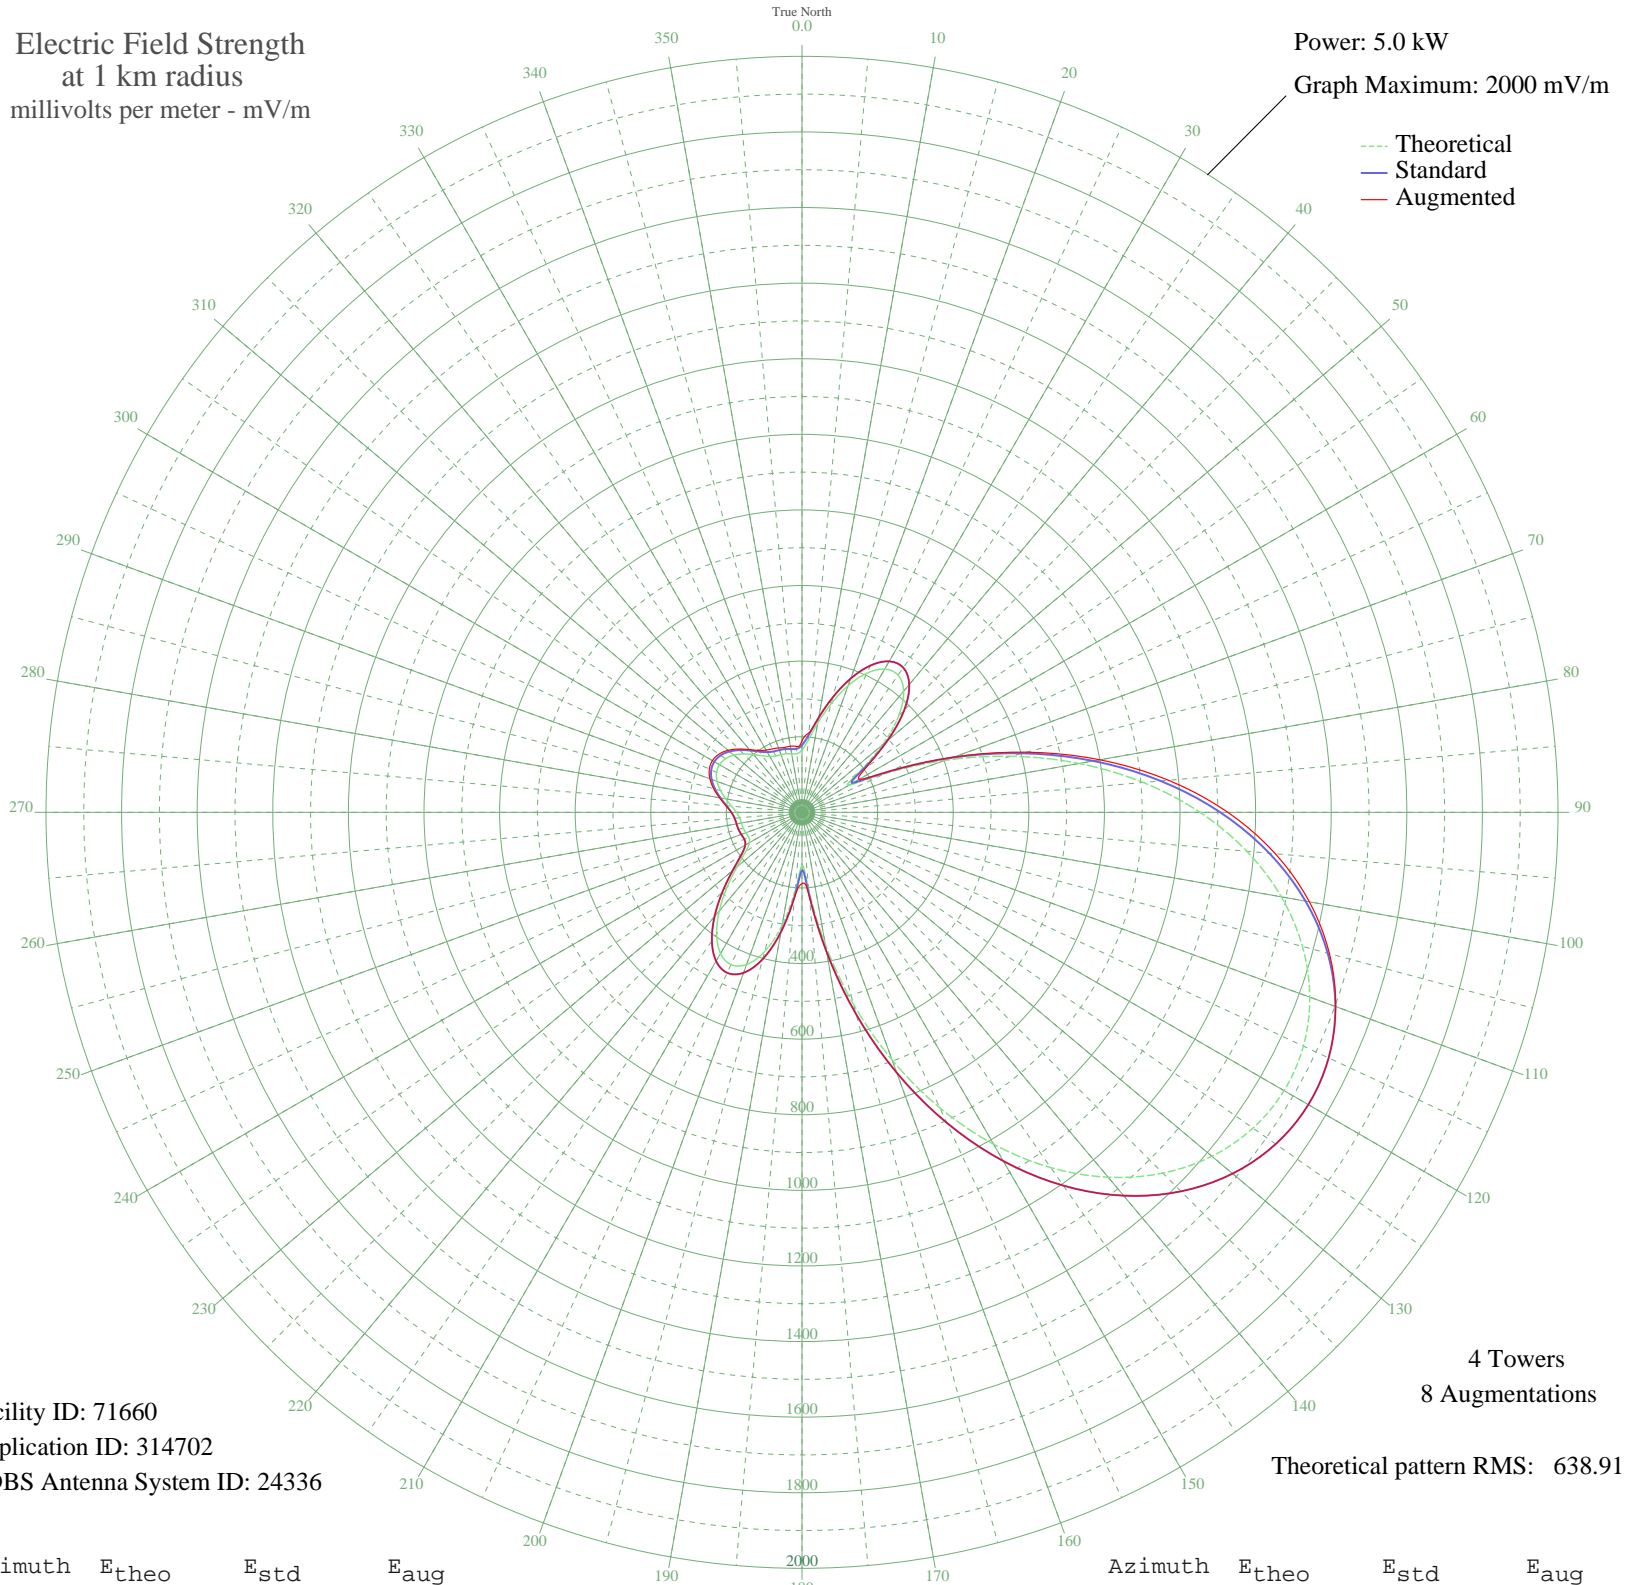 True North
0.0
Electric Field Strength
at 1 km radius
millivolts per meter - mV/m
Power: 5.0 kW
Graph Maximum: 2000 mV/m
Theoretical
Standard
Augmented
10
20
30
40
50
60
70
80
90
100
110
120
130
140
150
160
170
190
200
210
220
230
240
250
260
270
280
290
300
310
320
330
340
350
400
600
800
1000
1200
1400
1600
1800
2000
4 Towers
8 Augmentations
Theoretical pattern RMS: 638.91
cility ID: 71660
plication ID: 314702
DBS Antenna System ID: 24336
imuth Etheo Estd Eaug
Azimuth Etheo Estd Eaug